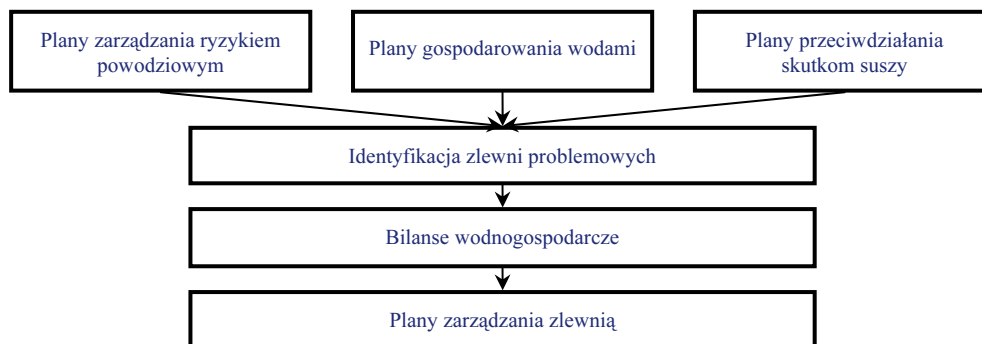 Plany zarządzania ryzykiem
powodziowym
Plany gospodarowania wodami
Plany przeciwdziałania
skutkom suszy
Identyfikacja zlewni problemowych
Bilanse wodnogospodarcze
Plany zarządzania zlewnią